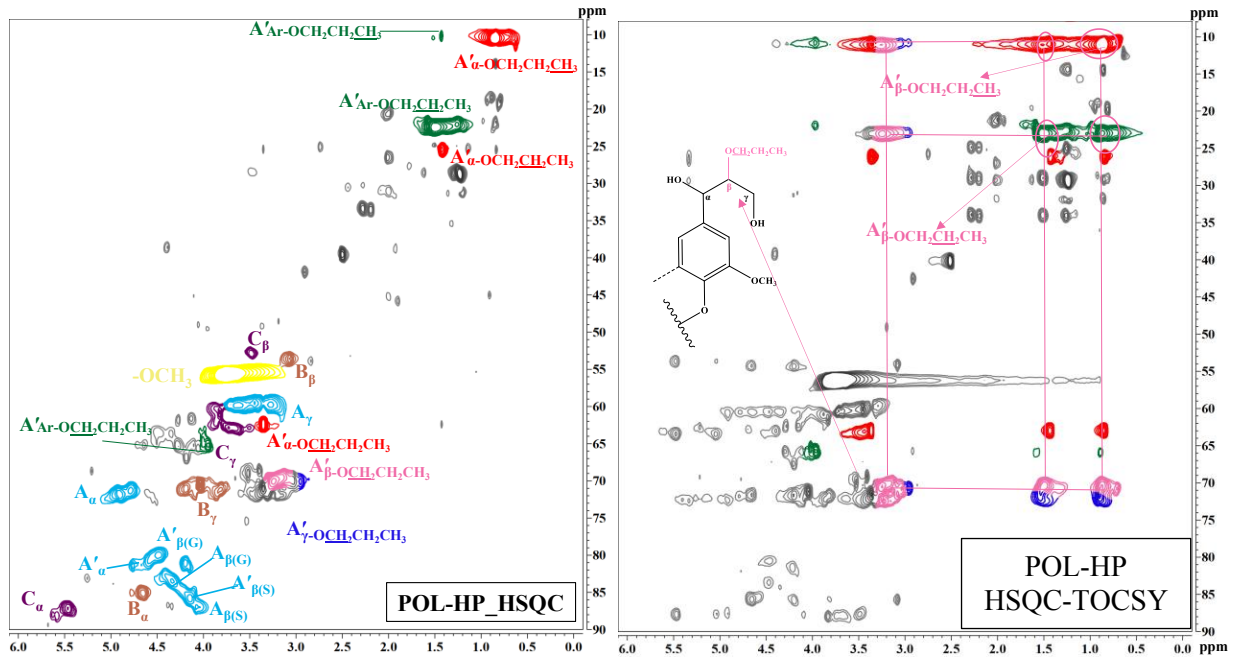 ppm
A′Ar-OCH2CH2CH3
A′α-OCH2CH2CH3
A′Ar-OCH2CH2CH3
A′α-OCH2CH2CH3
Cβ
Bβ
-OCH3
Aγ
A′Ar-OCH2CH2CH3
Cγ
A′α-OCH2CH2CH3
A′β-OCH2CH2CH3
Aα
Bγ
A′γ-OCH2CH2CH3
A′β(G)
A′α
Aβ(G)
A′β(S)
Aβ(S)
Cα
Bα
POL-HP_HSQC
10
15
20
25
30
35
40
45
50
55
60
65
70
75
80
85
90
6.0 5.5 5.0 4.5 4.0 3.5 3.0 2.5 2.0 1.5 1.0 0.5 -0.0
ppm
A′β-OCH2CH2CH3
OCH2CH2CH3
HO
α
β
γ
OH
OCH3
O
A′β-OCH2CH2CH3
POL-HP
HSQC-TOCSY
10
15
20
25
30
35
40
45
50
55
60
65
70
75
80
85
90
6.0 5.5 5.0 4.5 4.0 3.5 3.0 2.5 2.0 1.5 1.0 0.5 0.0
ppm